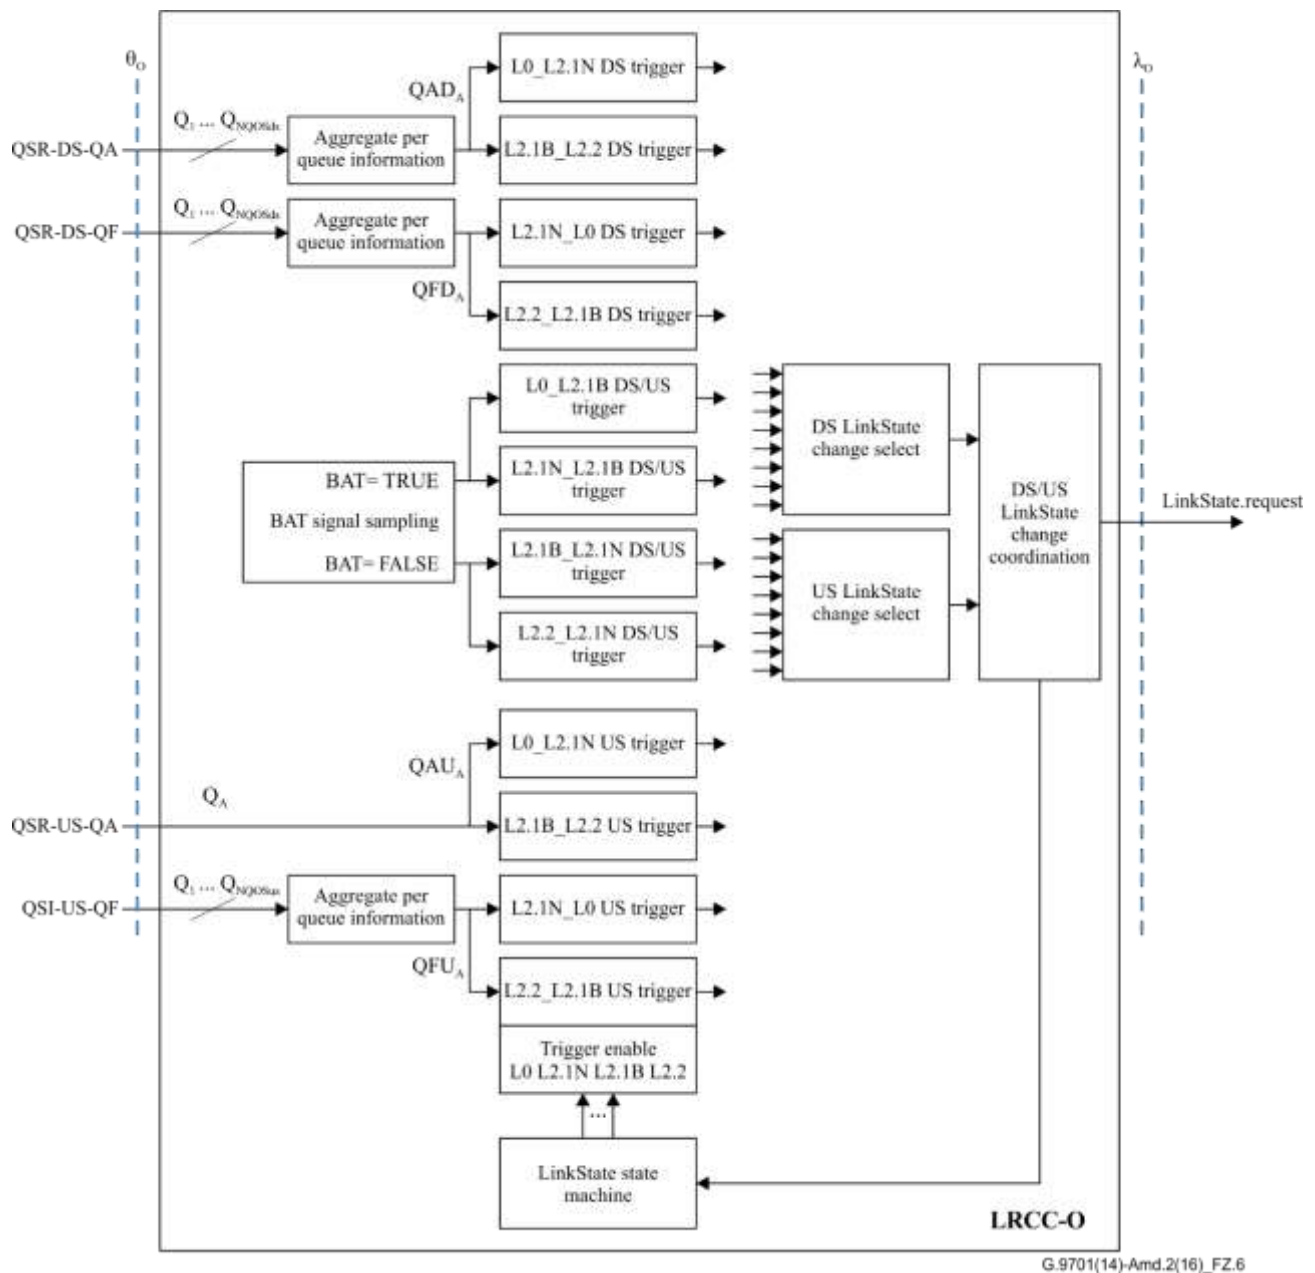 θO
λO
L0_L2.1N DS trigger
QADA
Q1 ... QNQOSds
QSR-DS-QA
Aggregate per
queue information
L2.1B_L2.2 DS trigger
Q1 ... QNQOSds
QSR-DS-QF
Aggregate per
queue information
L2.1N_L0 DS trigger
QFDA
L2.2_L2.1B DS trigger
L0_L2.1B DS/US
trigger
DS LinkState
change select
BAT= TRUE
L2.1N_L2.1B DS/US
trigger
BAT signal sampling
DS/US
LinkState
change
coordination
LinkState.request
BAT= FALSE
L2.1B_L2.1N DS/US
trigger
US LinkState
change select
L2.2_L2.1N DS/US
trigger
L0_L2.1N US trigger
QAUA
QA
QSR-US-QA
L2.1B_L2.2 US trigger
Q1 ... QNQOSus
QSI-US-QF
Aggregate per
queue information
L2.1N_L0 US trigger
QFUA
L2.2_L2.1B US trigger
Trigger enable
L0 L2.1N L2.1B L2.2
...
LinkState state
machine
LRCC-O
G.9701(14)-Amd.2(16)_FZ.6